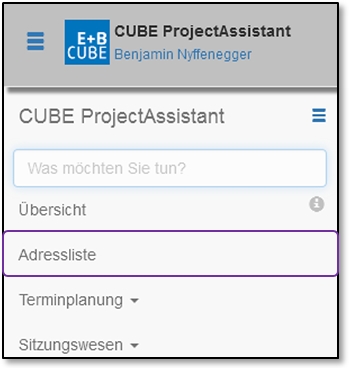 E+B
CUBE
CUBE ProjectAssistant
Benjamin Nyffenegger
CUBE ProjectAssistant
Was möchten Sie tun?
Übersicht
Adressliste
Terminplanung
Sitzungswesen